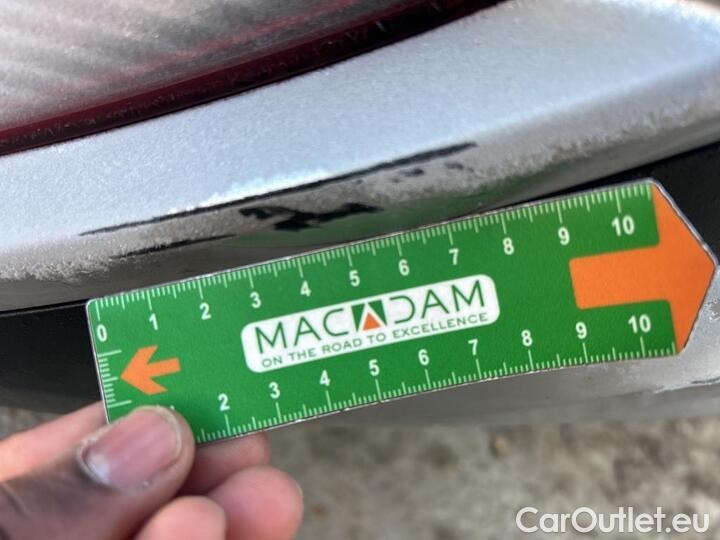 0 1 2 3 4 5 6 7 8 9 10
MACADAM
ON THE ROAD TO EXCELLENCE
2 3 4 5 6 7 8 9 10
CarOutlet.eu